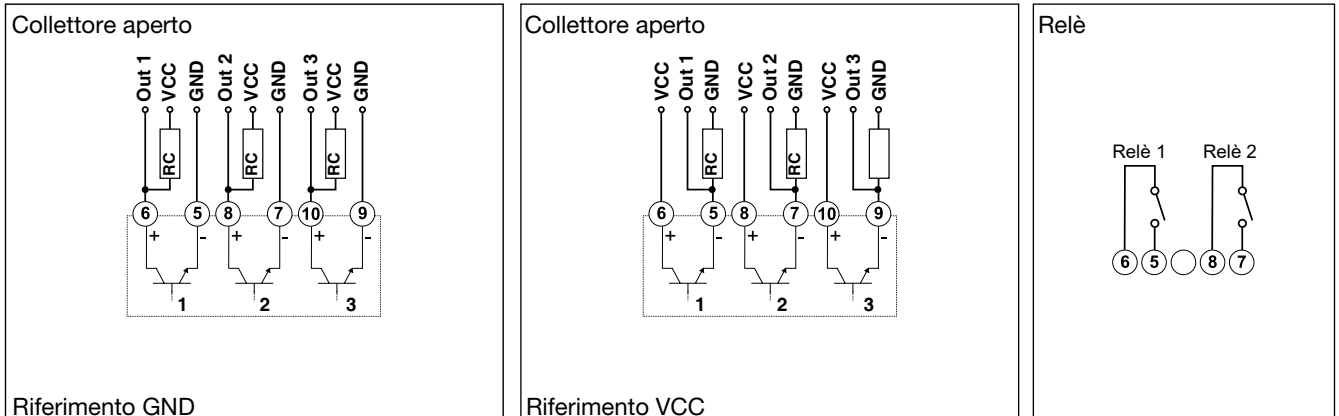 Collettore aperto
Out 1 VCC GND Out 2 VCC GND Out 3 VCC GND
RC RC RC
6 5 8 7 10 9
+ - + - + -
1 2 3
Riferimento GND
Collettore aperto
VCC Out 1 GND VCC Out 2 GND VCC Out 3 GND
RC RC
6 5 8 7 10 9
+ - + - + -
1 2 3
Riferimento VCC
Relè
Relè 1 Relè 2
6 5 8 7